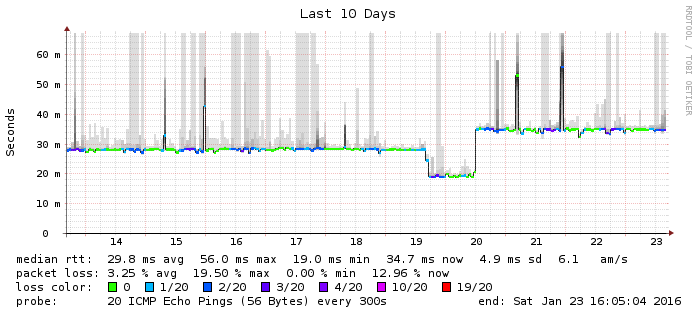 Last 10 Days
RRDTOOL / TOBI OETIKER
Seconds
60 m
50 m
40 m
30 m
20 m
10 m
0
14 15 16 17 18 19 20 21 22 23
median rtt: 29.8 ms avg 56.0 ms max 19.0 ms min 34.7 ms now 4.9 ms sd 6.1 am/s
packet loss: 3.25 % avg 19.50 % max 0.00 % min 12.96 % now
loss color: 0 1/20 2/20 3/20 4/20 10/20 19/20
probe: 20 ICMP Echo Pings (56 Bytes) every 300s end: Sat Jan 23 16:05:04 2016